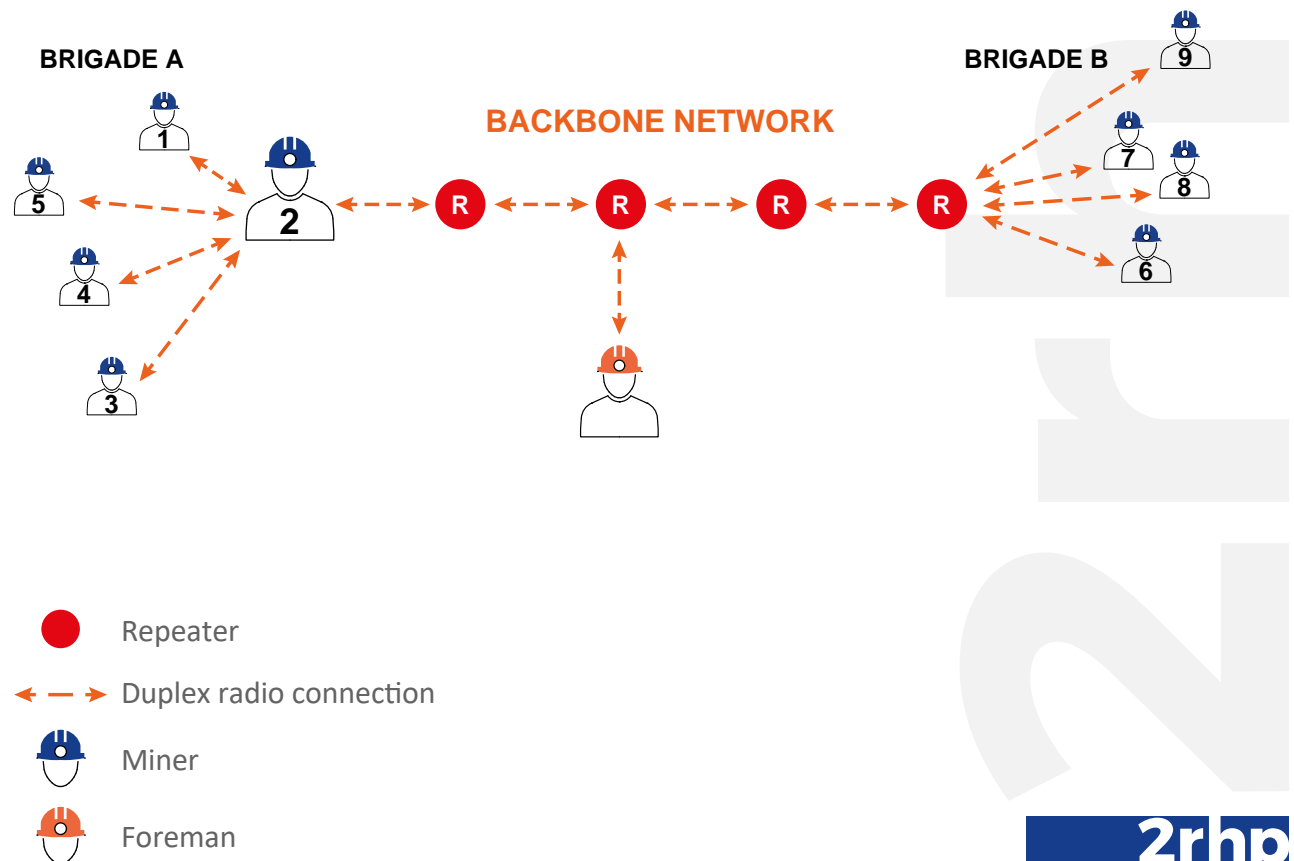 BRIGADE A
BRIGADE B
9
1
BACKBONE NETWORK
7
5
8
2
R
R
R
R
4
6
3
Repeater
Duplex radio connection
Miner
Foreman
2rhp